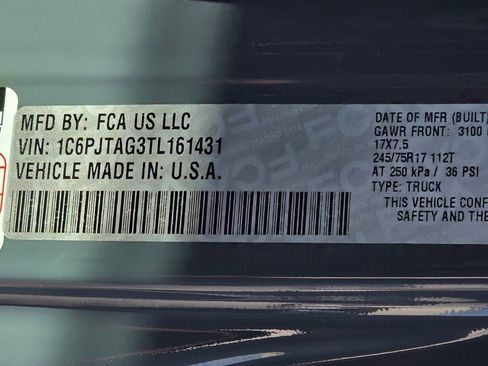 MFD BY: FCA US LLC
VIN: 1C6PJTAG3TL161431
VEHICLE MADE IN: U.S.A.
DATE OF MFR (BUILT)
GAWR FRONT: 3100
17X7.5
245/75R17 112T
AT 250 kPa / 36 PSI
TYPE: TRUCK
THIS VEHICLE CONF
SAFETY AND THE